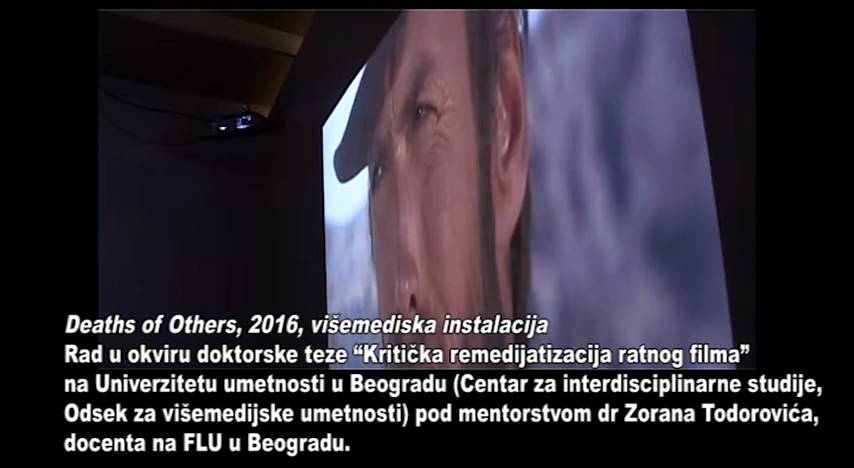 Deaths of Others, 2016, višemediska instalacija
Rad u okviru doktorske teze “Kritička remedijatizacija ratnog filma”
na Univerzitetu umetnosti u Beogradu (Centar za interdisciplinarne studije,
Odsek za višemedijske umetnosti) pod mentorstvom dr Zorana Todorovića,
docenta na FLU u Beogradu.